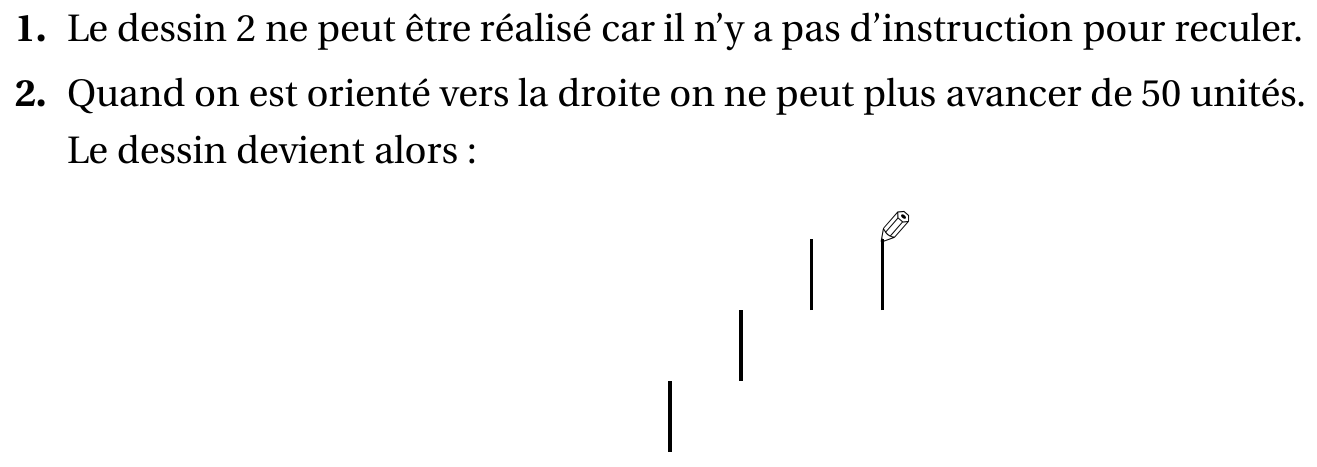 1. Le dessin 2 ne peut être réalisé car il n’y a pas d’instruction pour reculer.
2. Quand on est orienté vers la droite on ne peut plus avancer de 50 unités.
Le dessin devient alors :